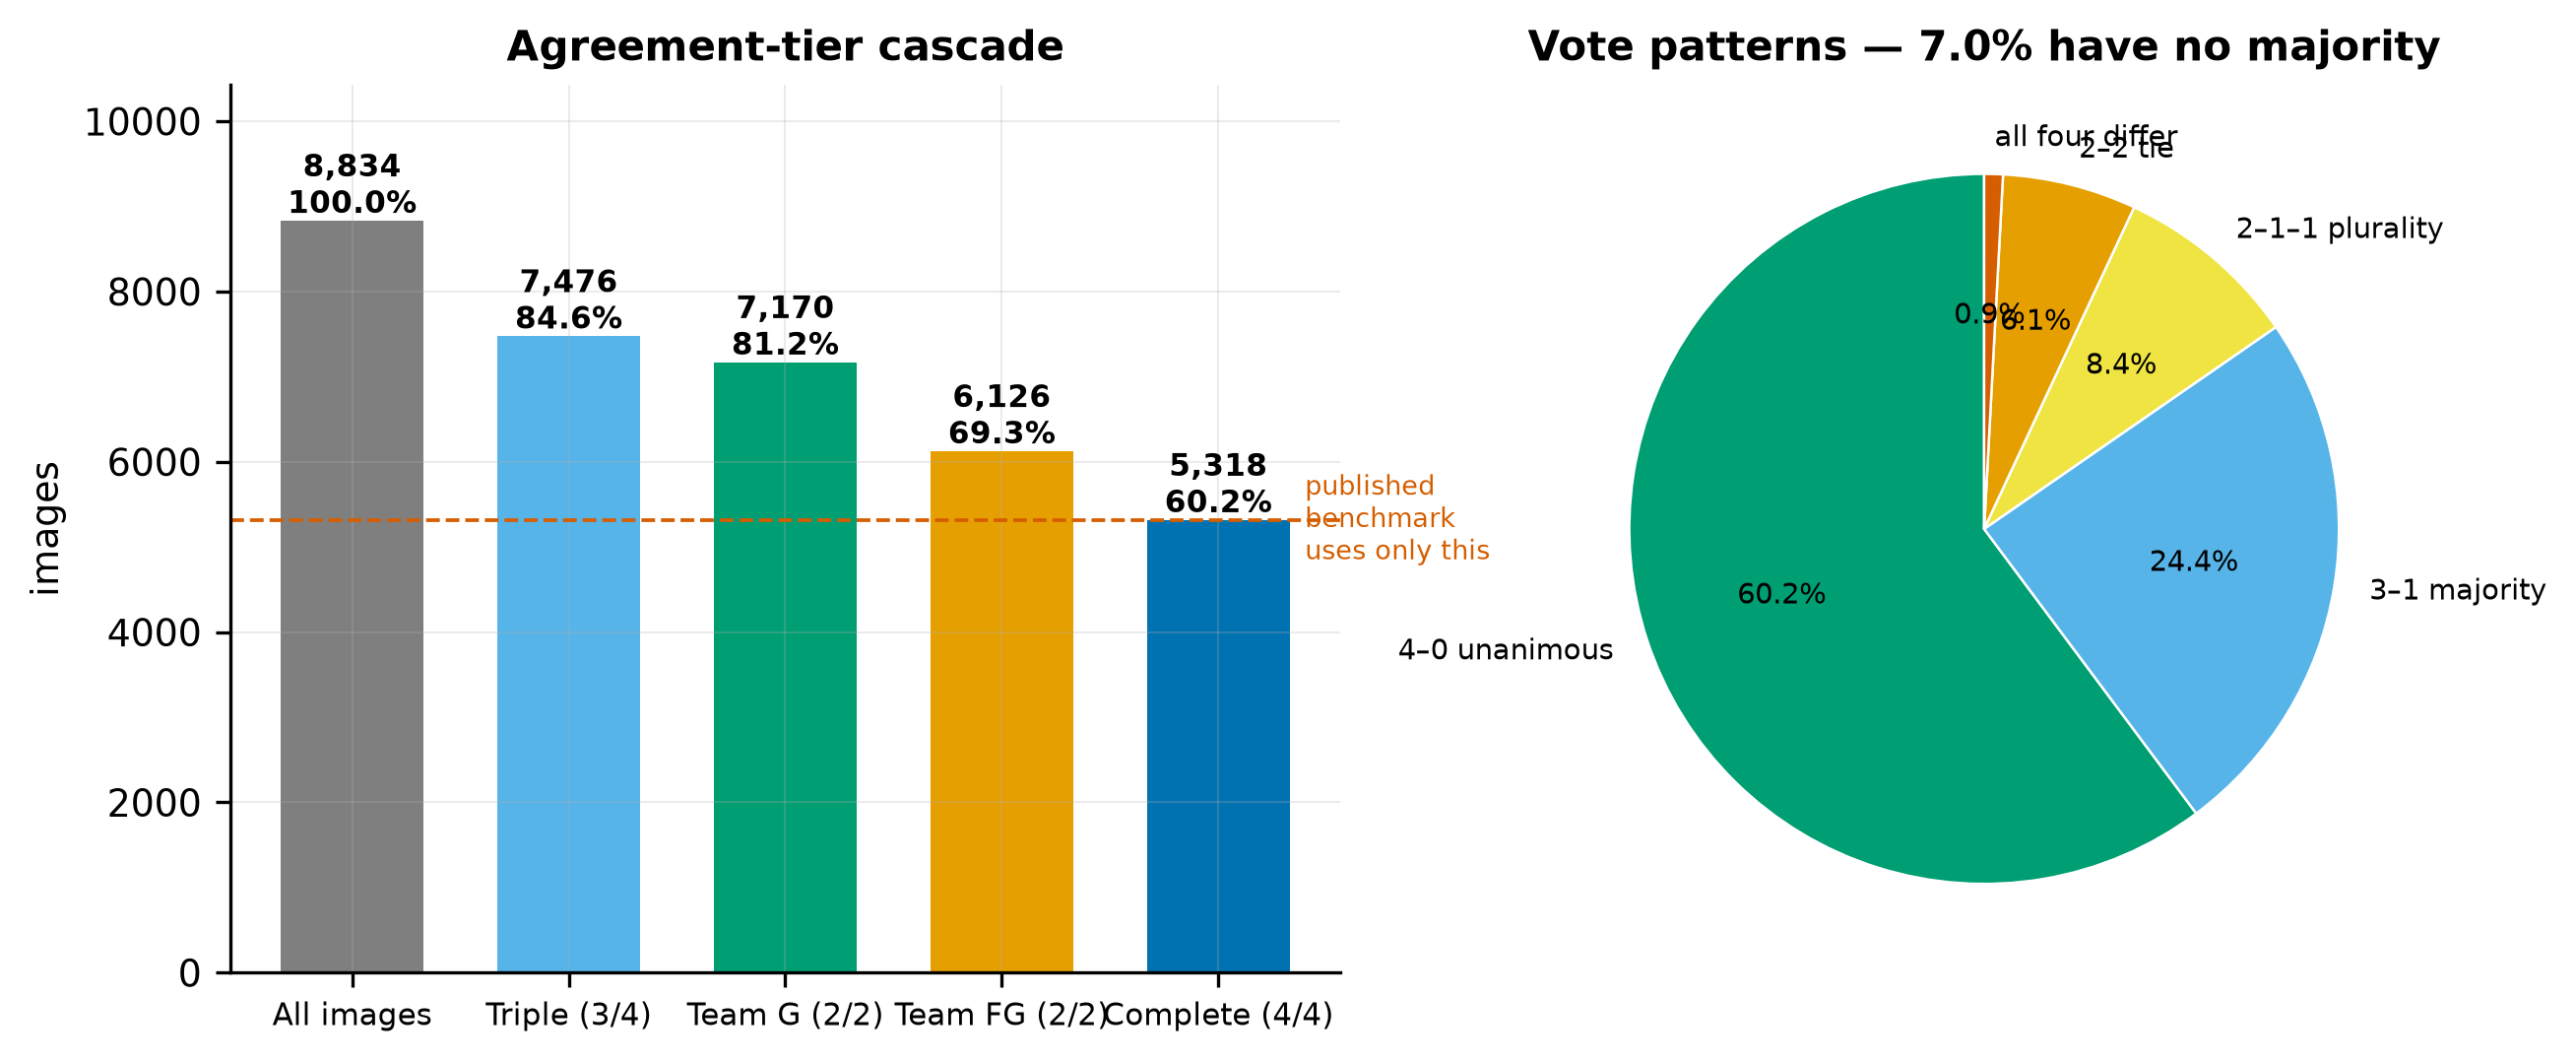 Agreement-tier cascade
images
10000
8000
6000
4000
2000
0
8,834
100.0%
7,476
84.6%
7,170
81.2%
6,126
69.3%
5,318
60.2%
published
benchmark
uses only this
All images
Triple (3/4)
Team G (2/2)
Team FG (2/2)
Complete (4/4)
Vote patterns — 7.0% have no majority
all four differ
2–2 tie
2–1–1 plurality
3–1 majority
4–0 unanimous
0.9%
6.1%
8.4%
24.4%
60.2%